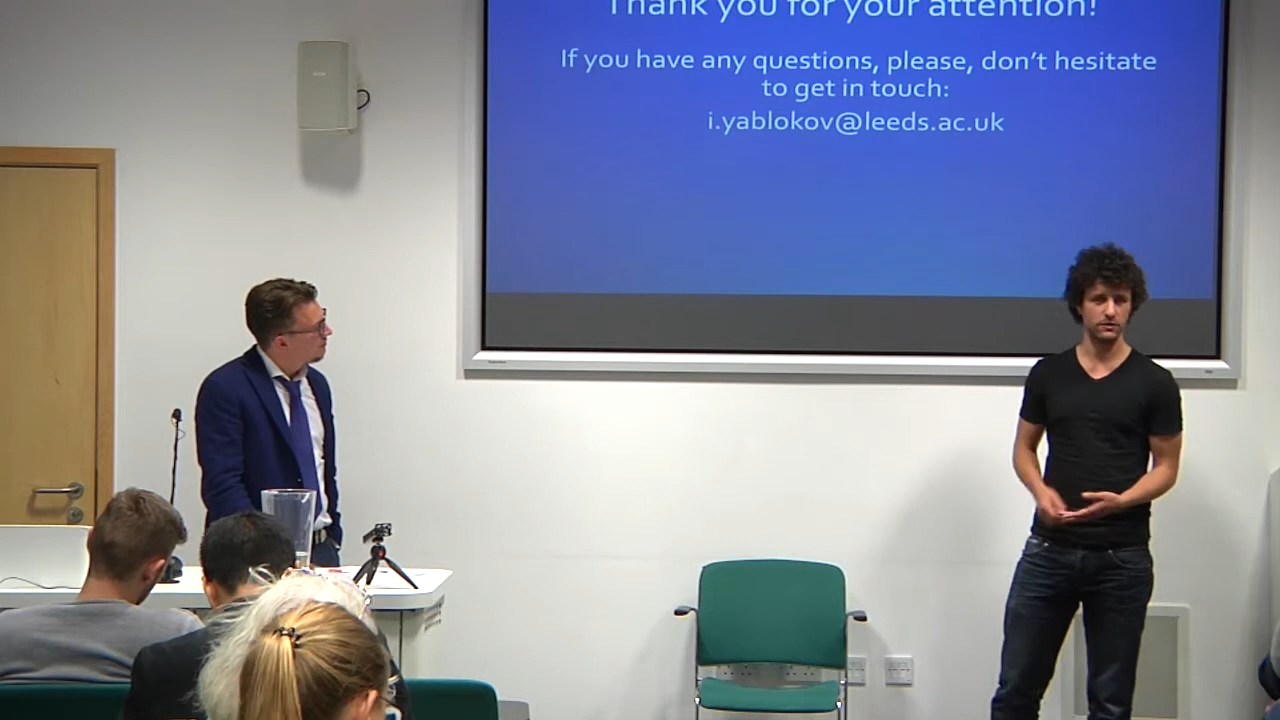 Thank you for your attention!
If you have any questions, please, don't hesitate
to get in touch:
i.yablokov@leeds.ac.uk